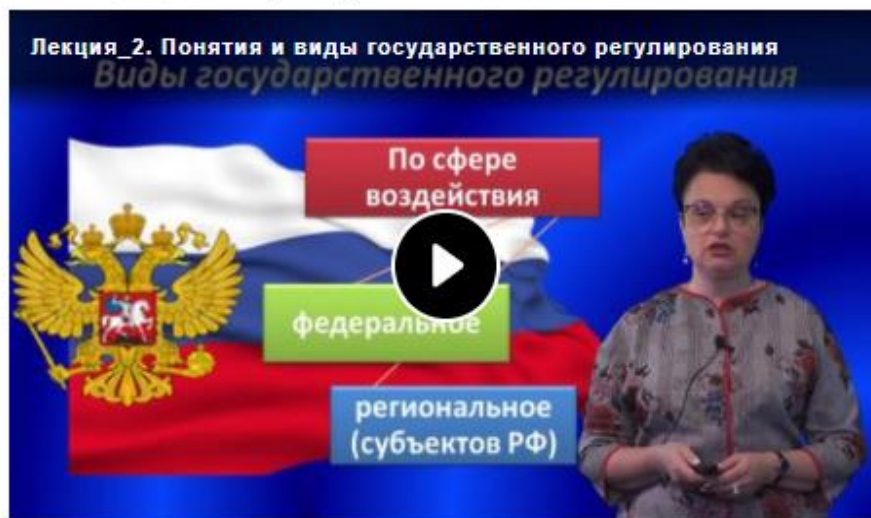 Лекция_2. Понятия и виды государственного регулирования
Виды государственного регулирования
По сфере
воздействия
федеральное
региональное
(субъектов РФ)